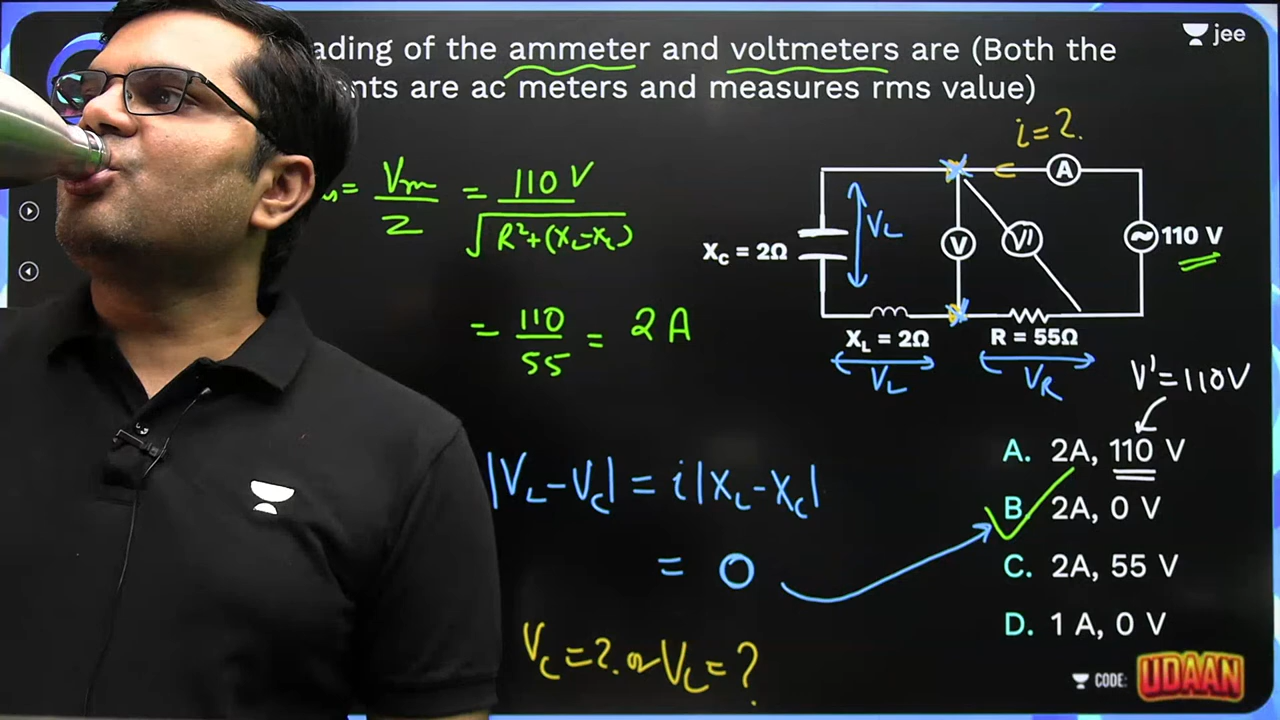 jee
ading of the ammeter and voltmeters are (Both the
nts are ac meters and measures rms value)
i=?
= Vm/Z = 110 V/√R²+(XL-XC)
= 110/55 = 2 A
A
VL
XC = 2Ω
V
V'
110 V
XL = 2Ω
R = 55Ω
VL
VR
V'=110V
|VL-VC| = i|XL-XC|
= 0
VC=? or VL=?
A. 2A, 110 V
B. 2A, 0 V
C. 2A, 55 V
D. 1 A, 0 V
CODE: UDAAN